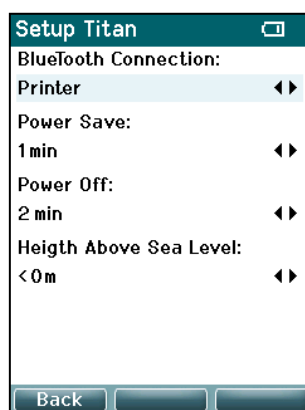 Setup Titan
BlueTooth Connection:
Printer
Power Save:
1 min
Power Off:
2 min
Heigth Above Sea Level:
<0m
Back